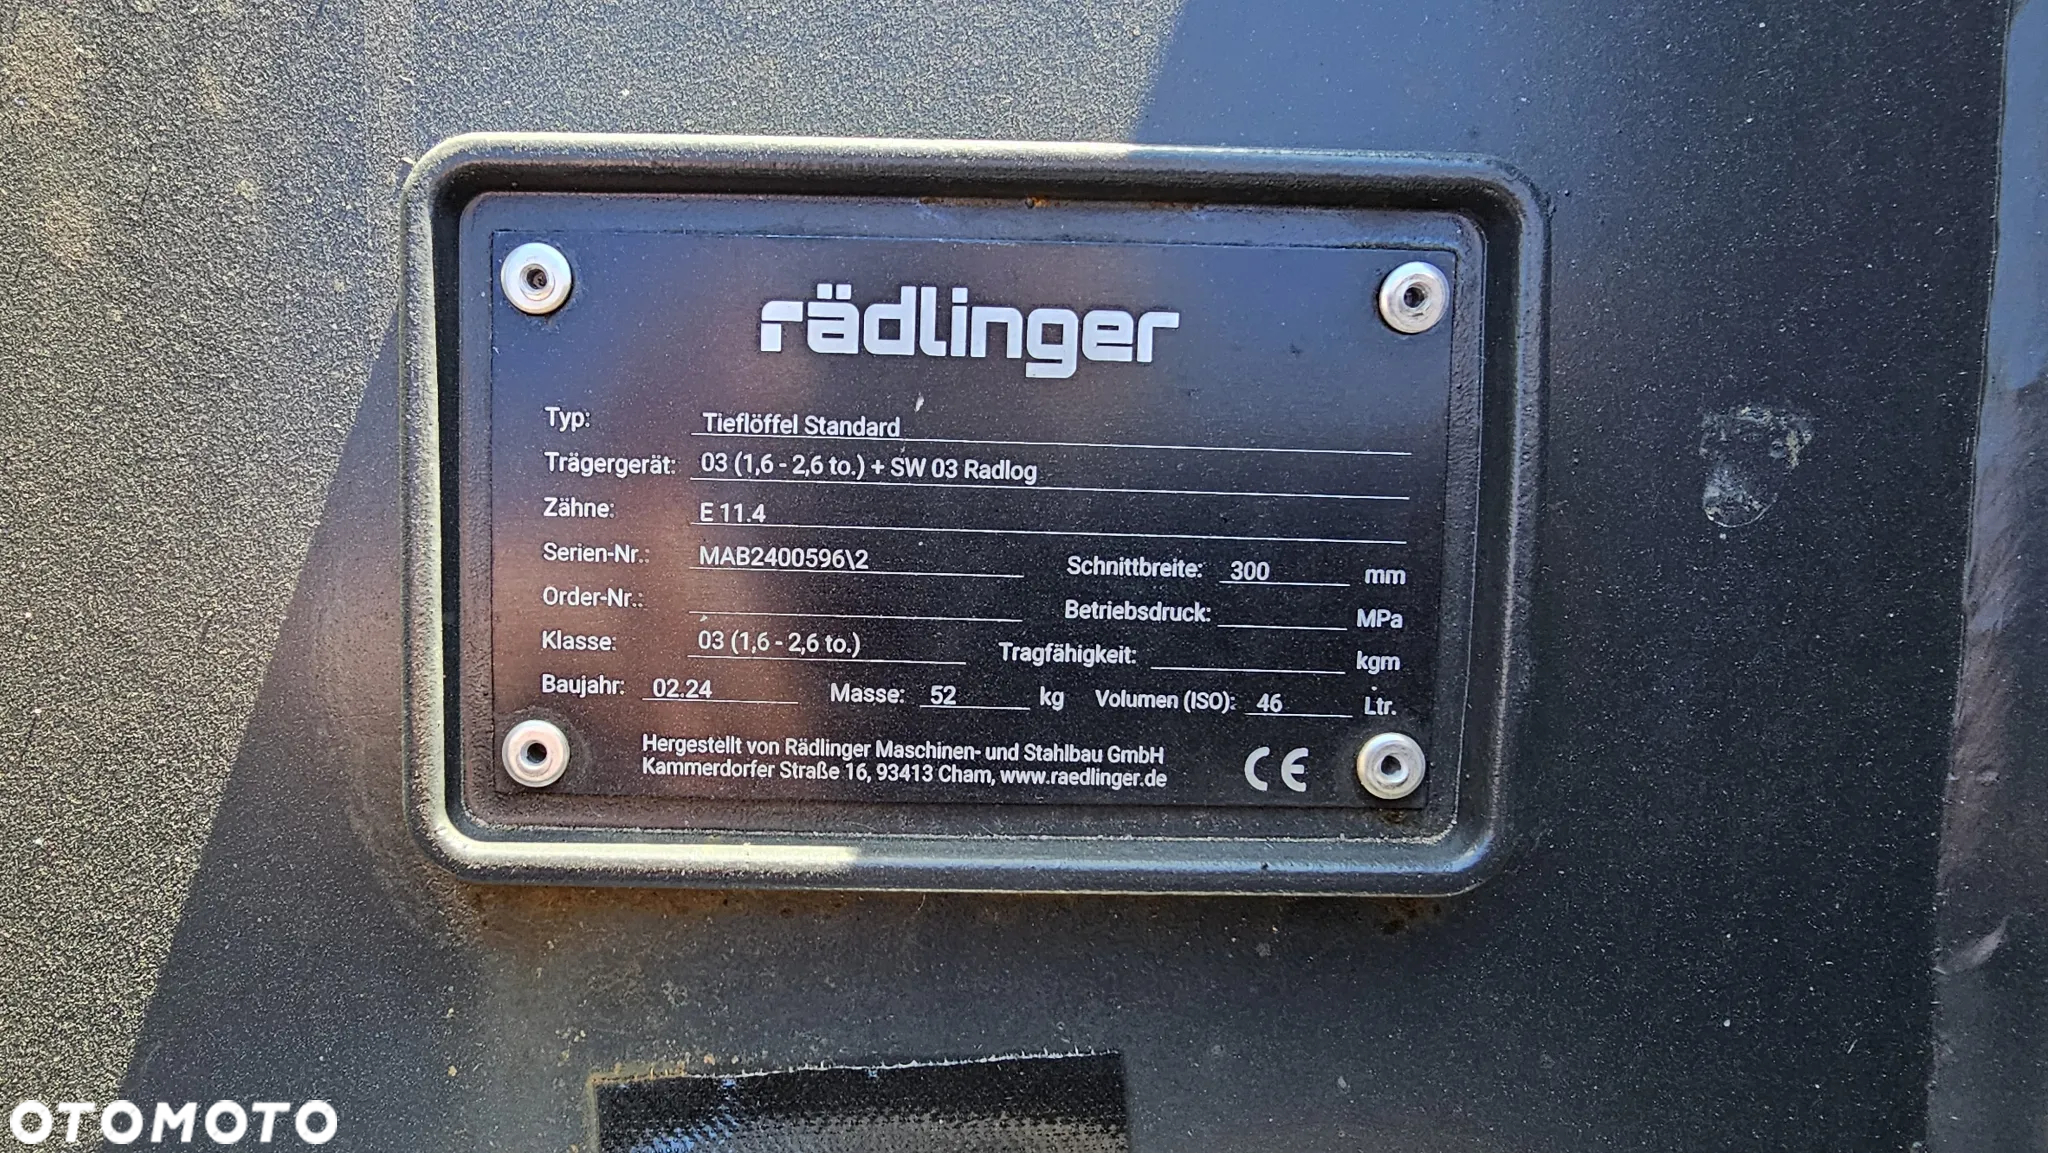 rädlinger
Typ: Tieflöffel Standard
Trägergerät: 03 (1,6 - 2,6 to.) + SW 03 Radlog
Zähne: E 11.4
Serien-Nr.: MAB2400596\2 Schnittbreite: 300 mm
Order-Nr.: Betriebsdruck: MPa
Klasse: 03 (1,6 - 2,6 to.) Tragfähigkeit: kgm
Baujahr: 02.24 Masse: 52 kg Volumen (ISO): 46 Ltr.
Hergestellt von Rädlinger Maschinen- und Stahlbau GmbH
Kammerdorfer Straße 16, 93413 Cham, www.raedlinger.de
CE
OTOMOTO